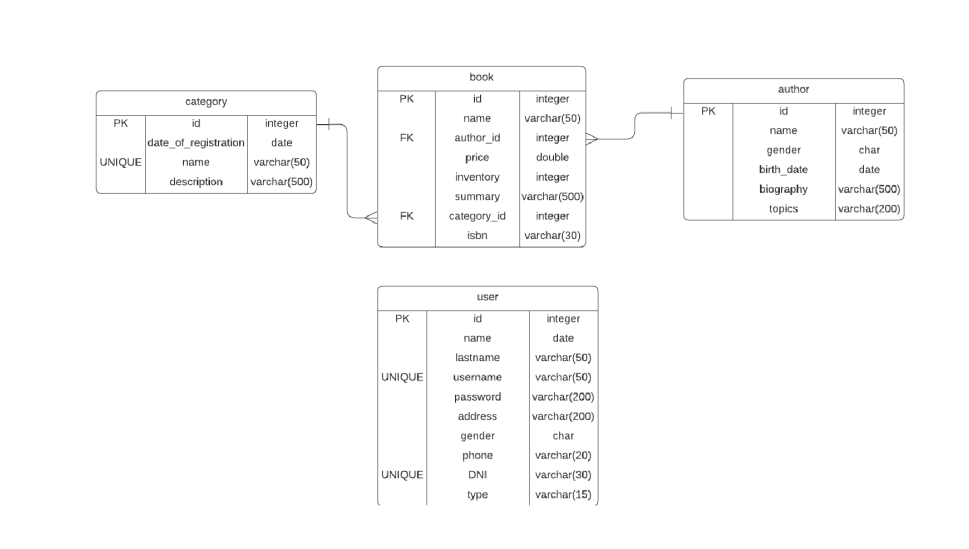 category
PK id integer
date_of_registration date
UNIQUE name varchar(50)
description varchar(500)
book
PK id integer
name varchar(50)
FK author_id integer
price double
inventory integer
summary varchar(500)
FK category_id integer
isbn varchar(30)
author
PK id integer
name varchar(50)
gender char
birth_date date
biography varchar(500)
topics varchar(200)
user
PK id integer
name date
lastname varchar(50)
UNIQUE username varchar(50)
password varchar(200)
address varchar(200)
gender char
phone varchar(20)
UNIQUE DNI varchar(30)
type varchar(15)